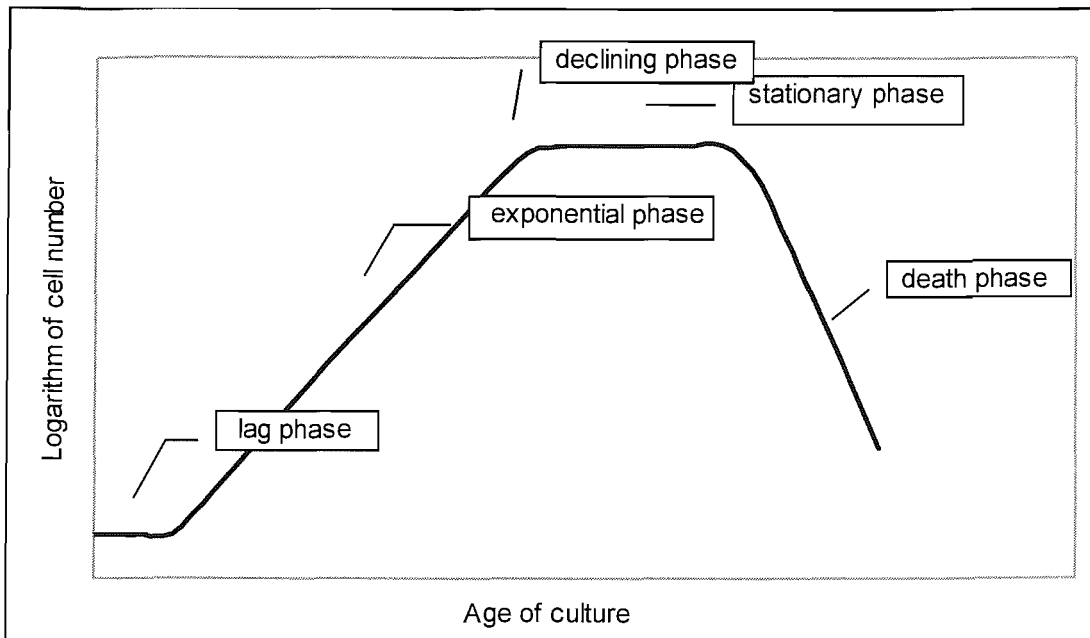 declining phase
stationary phase
exponential phase
death phase
lag phase
Logarithm of cell number
Age of culture